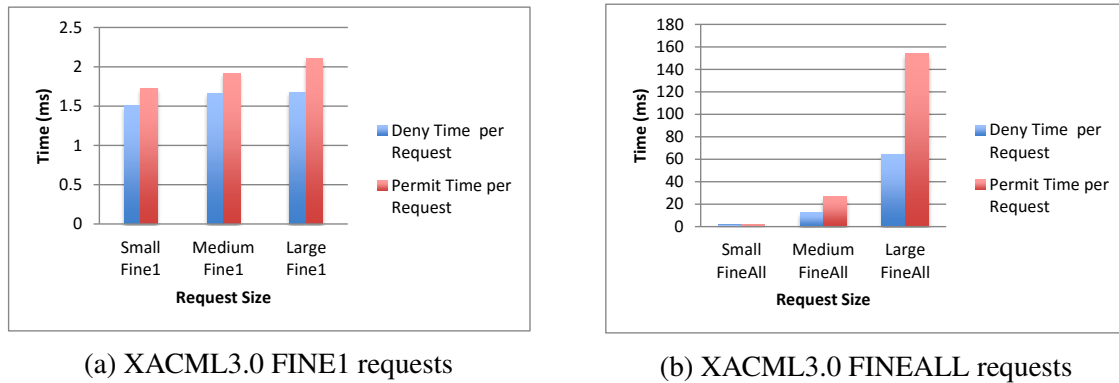 2.5
2
1.5
1
0.5
0
Time (ms)
Small
Fine1
Medium
Fine1
Large
Fine1
Request Size
Deny Time per
Request
Permit Time per
Request
(a) XACML3.0 FINE1 requests
180
160
140
120
100
80
60
40
20
0
Time (ms)
Small
FineAll
Medium
FineAll
Large
FineAll
Request Size
Deny Time per
Request
Permit Time per
Request
(b) XACML3.0 FINEALL requests